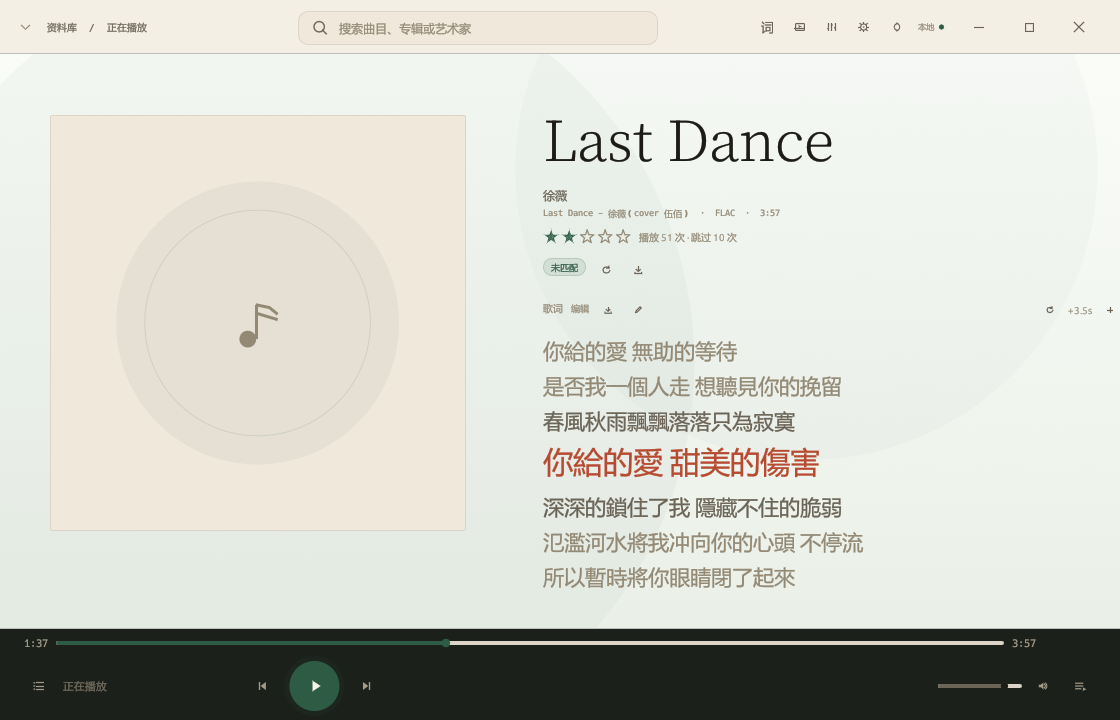 资料库 / 正在播放
搜索曲目、专辑或艺术家
词
本地
Last Dance
徐薇
Last Dance – 徐薇(cover 伍佰) · FLAC · 3:57
播放 51 次 · 跳过 10 次
未匹配
歌词 编辑
+3.5s
你給的愛 無助的等待
是否我一個人走 想聽見你的挽留
春風秋雨飄飄落落只為寂寞
你給的愛 甜美的傷害
深深的鎖住了我 隱藏不住的脆弱
氾濫河水將我冲向你的心頭 不停流
所以暫時將你眼睛閉了起來
1:37
3:57
正在播放